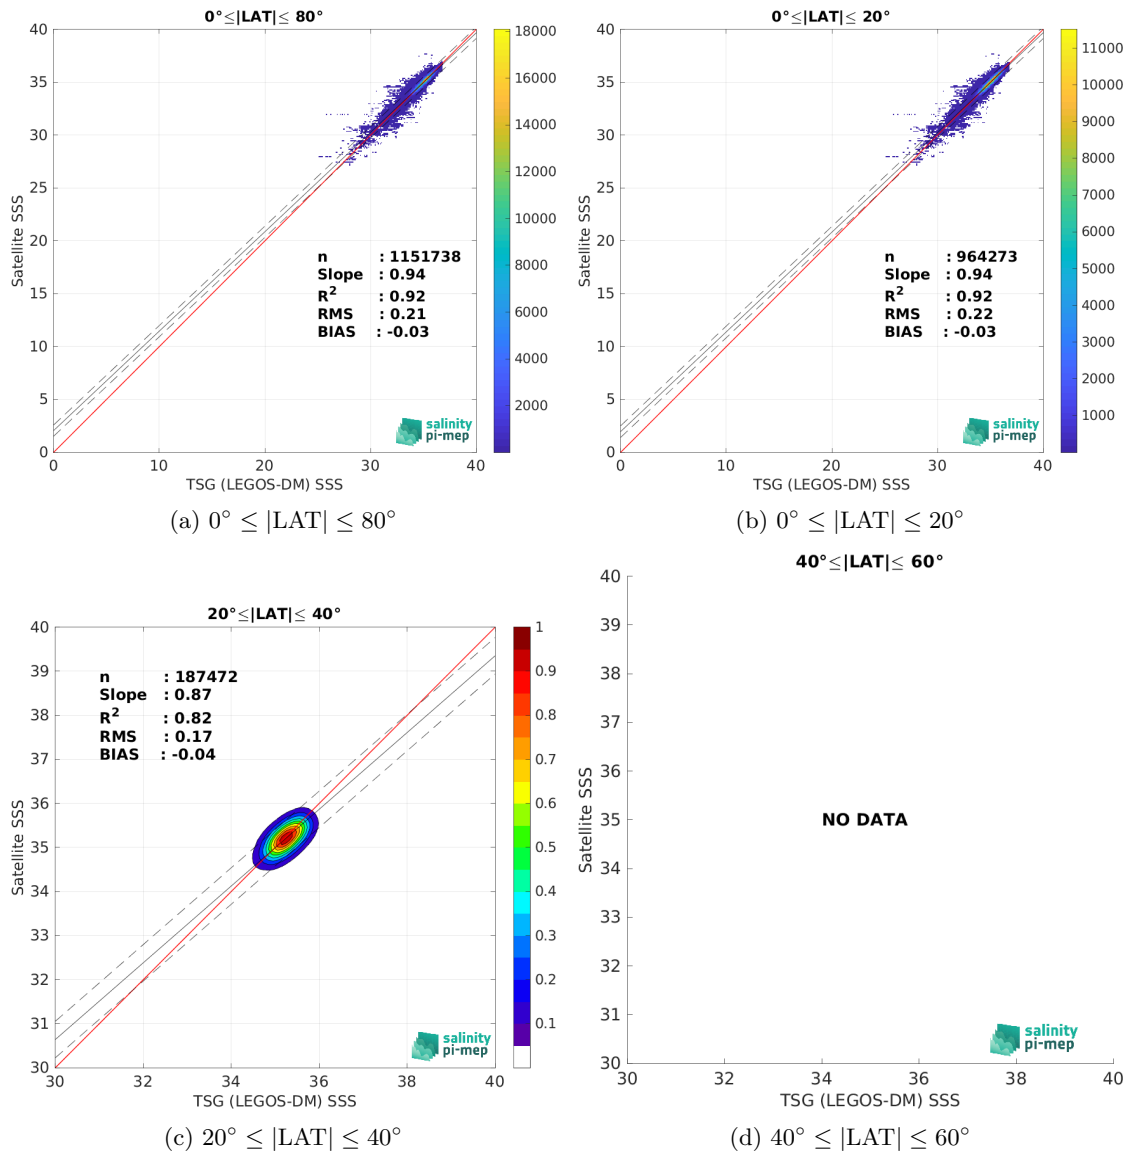 0°≤|LAT|≤ 80°
40
35
30
25
20
15
10
5
0
Satellite SSS
n : 1151738
Slope : 0.94
R² : 0.92
RMS : 0.21
BIAS : -0.03
salinity
pi-mep
0 10 20 30 40
TSG (LEGOS-DM) SSS
18000
16000
14000
12000
10000
8000
6000
4000
2000
(a) 0° ≤ |LAT| ≤ 80°
0°≤|LAT|≤ 20°
40
35
30
25
20
15
10
5
0
Satellite SSS
n : 964273
Slope : 0.94
R² : 0.92
RMS : 0.22
BIAS : -0.03
salinity
pi-mep
0 10 20 30 40
TSG (LEGOS-DM) SSS
11000
10000
9000
8000
7000
6000
5000
4000
3000
2000
1000
(b) 0° ≤ |LAT| ≤ 20°
20°≤|LAT|≤ 40°
40
39
38
37
36
35
34
33
32
31
30
Satellite SSS
n : 187472
Slope : 0.87
R² : 0.82
RMS : 0.17
BIAS : -0.04
salinity
pi-mep
30 32 34 36 38 40
TSG (LEGOS-DM) SSS
1
0.9
0.8
0.7
0.6
0.5
0.4
0.3
0.2
0.1
(c) 20° ≤ |LAT| ≤ 40°
40°≤|LAT|≤ 60°
40
39
38
37
36
35
34
33
32
31
30
Satellite SSS
NO DATA
salinity
pi-mep
30 32 34 36 38 40
TSG (LEGOS-DM) SSS
(d) 40° ≤ |LAT| ≤ 60°